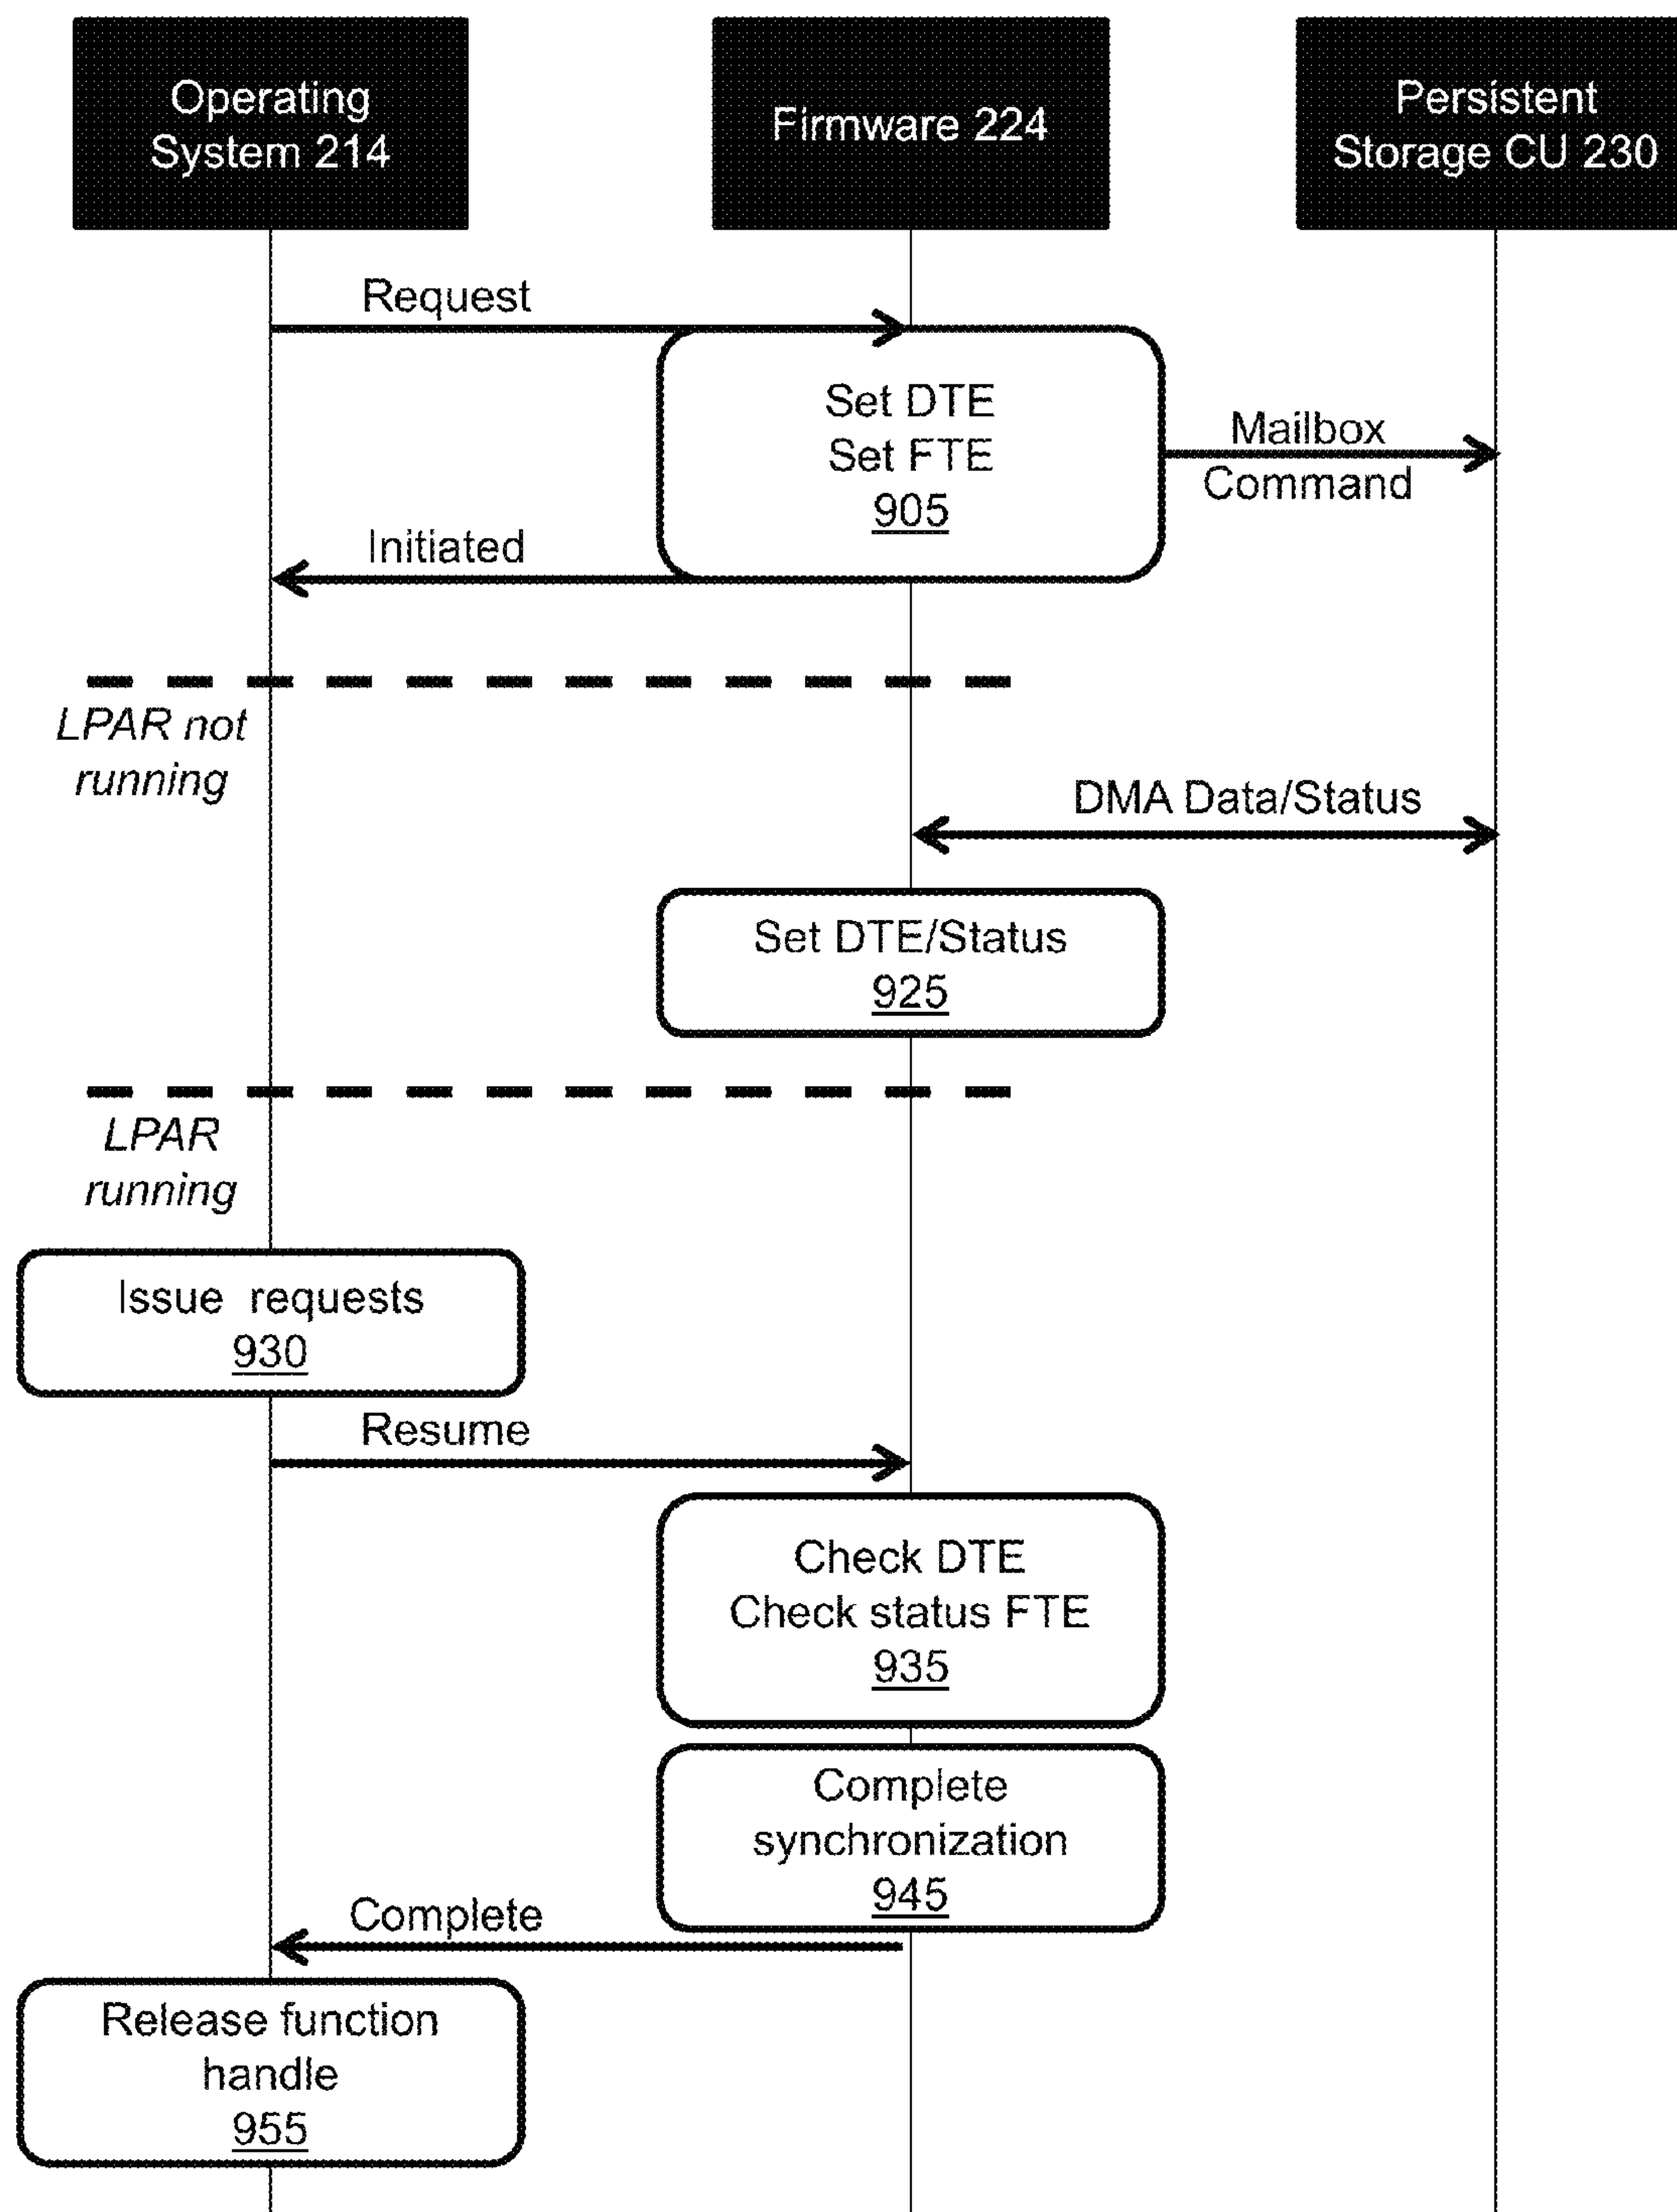 Operating
System 214
Firmware 224
Persistent
Storage CU 230
Request
Set DTE
Set FTE
905
Mailbox
Command
Initiated
LPAR not
running
DMA Data/Status
Set DTE/Status
925
LPAR
running
Issue requests
930
Resume
Check DTE
Check status FTE
935
Complete
synchronization
945
Complete
Release function
handle
955